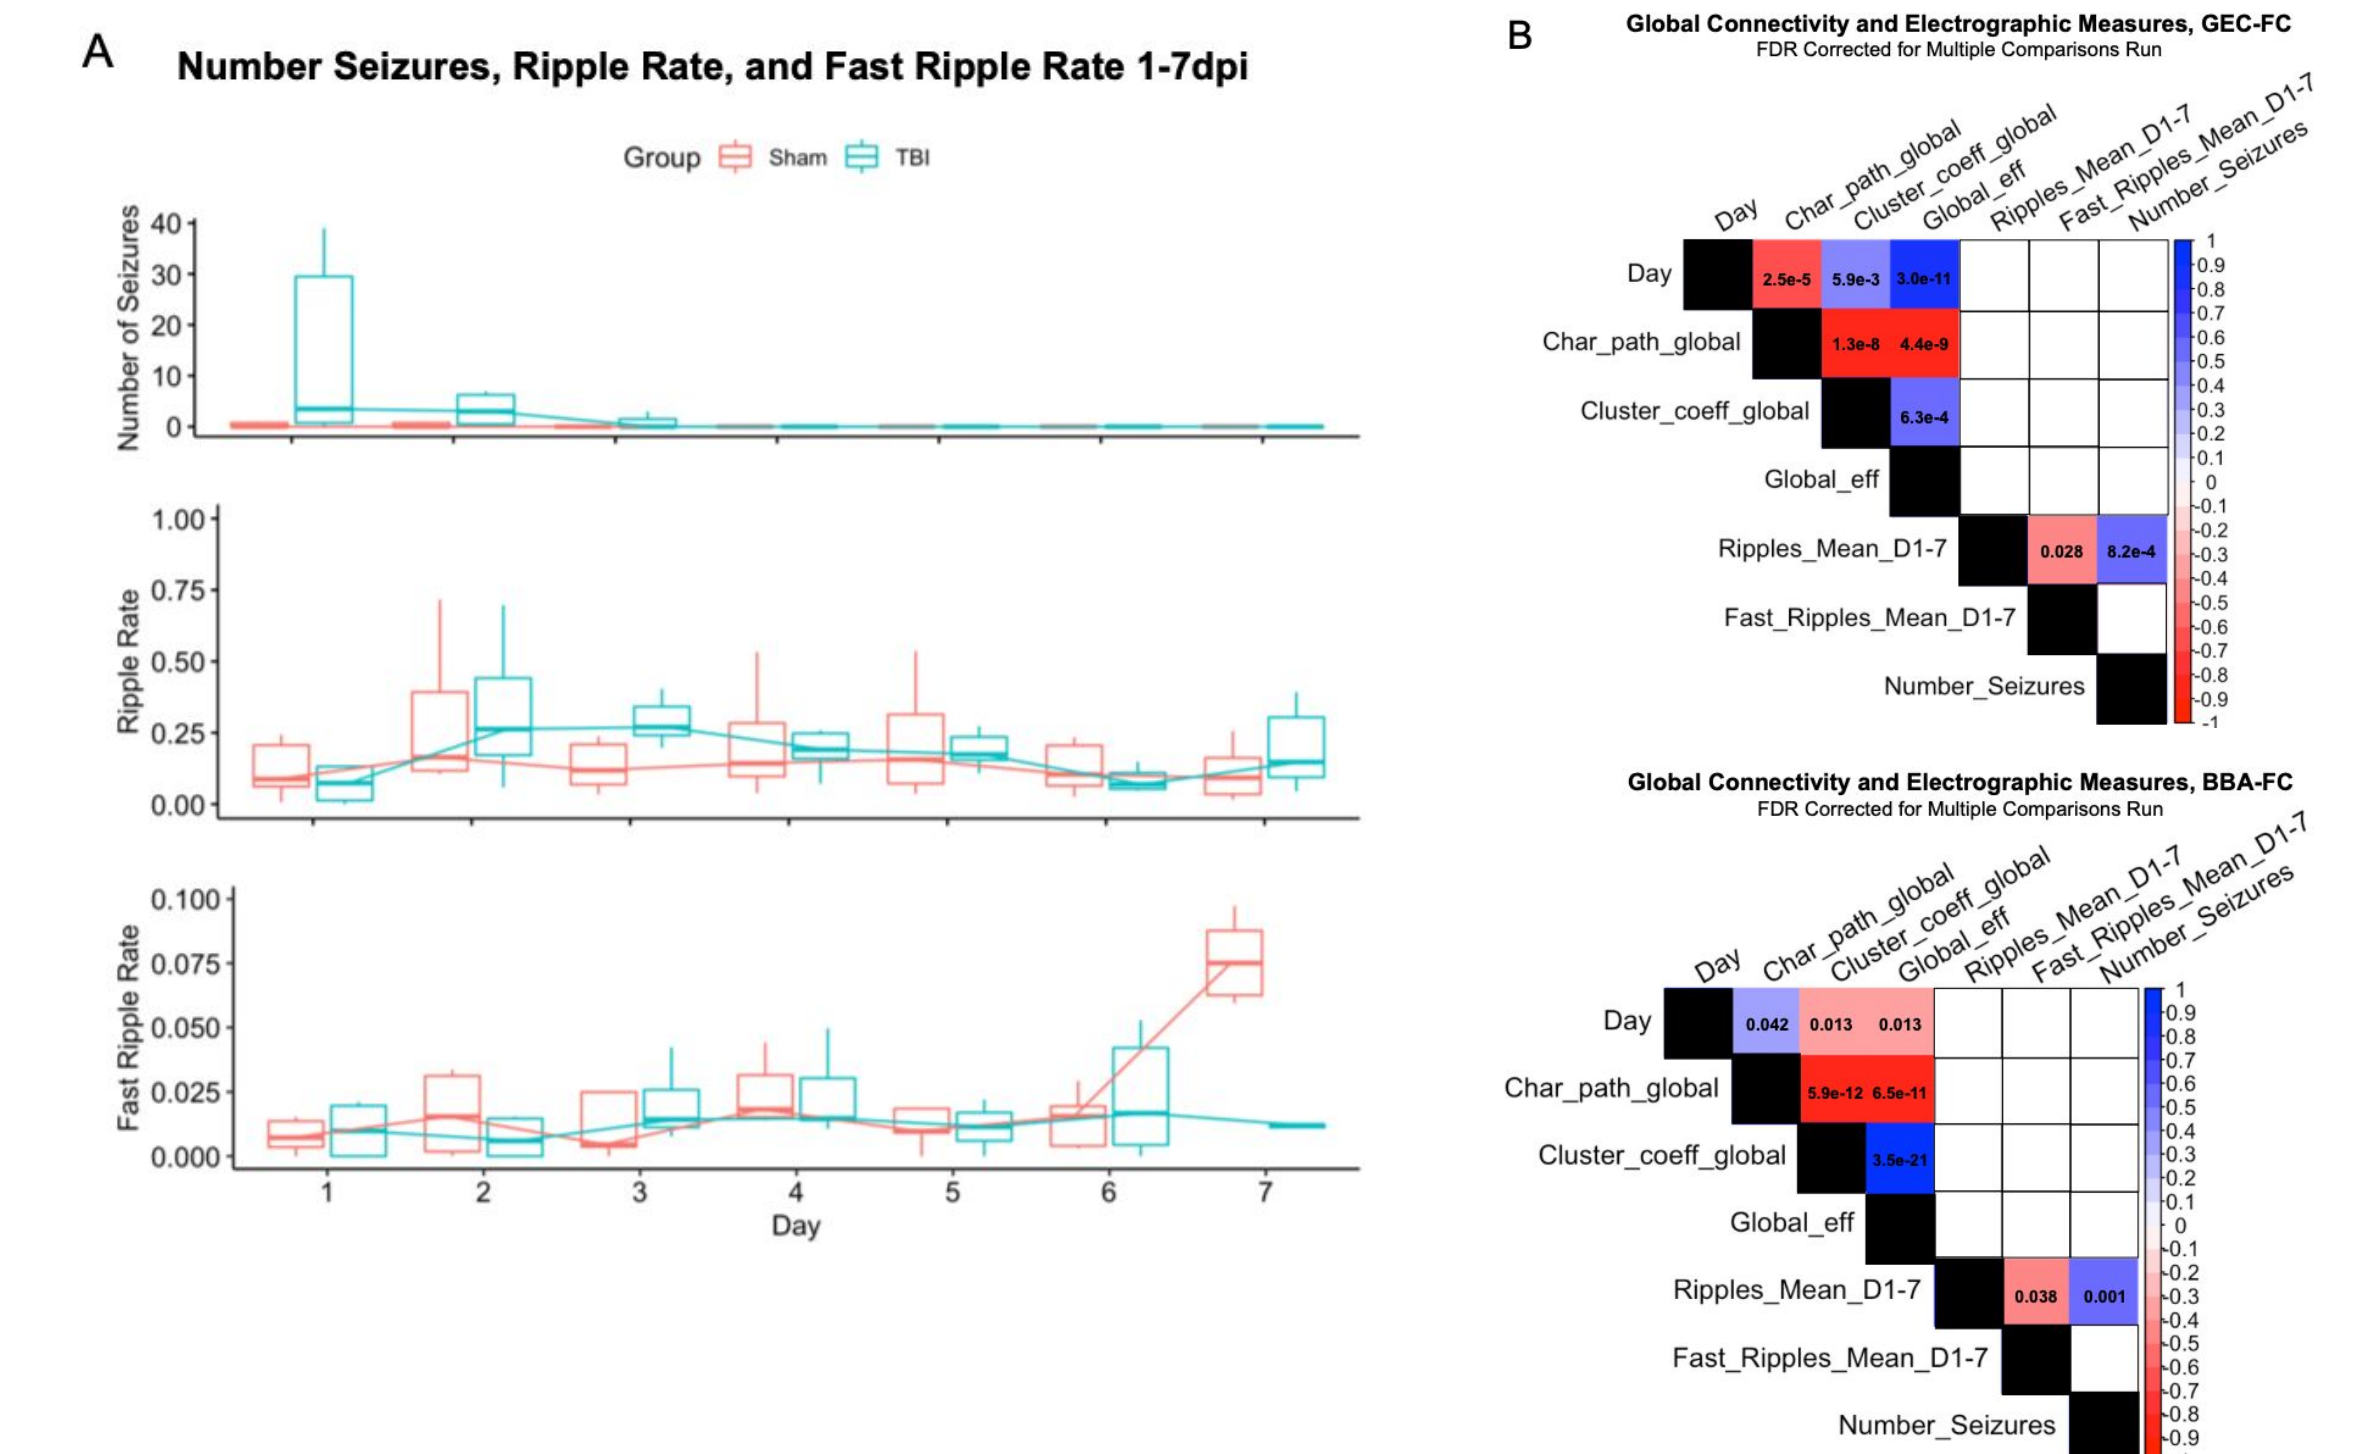 A
Number Seizures, Ripple Rate, and Fast Ripple Rate 1-7dpi
Group Sham TBI
Number of Seizures
40
30
20
10
0
Ripple Rate
1.00
0.75
0.50
0.25
0.00
Fast Ripple Rate
0.100
0.075
0.050
0.025
0.000
1 2 3 4 5 6 7
Day
B
Global Connectivity and Electrographic Measures, GEC-FC
FDR Corrected for Multiple Comparisons Run
Day
Char_path_global
Cluster_coeff_global
Global_eff
Ripples_Mean_D1-7
Fast_Ripples_Mean_D1-7
Number_Seizures
Day 2.5e-5 5.9e-3 3.0e-11
Char_path_global 1.3e-8 4.4e-9
Cluster_coeff_global 6.3e-4
Global_eff
Ripples_Mean_D1-7 0.028 8.2e-4
Fast_Ripples_Mean_D1-7
Number_Seizures
1
0.9
0.8
0.7
0.6
0.5
0.4
0.3
0.2
0.1
0
-0.1
-0.2
-0.3
-0.4
-0.5
-0.6
-0.7
-0.8
-0.9
-1
Global Connectivity and Electrographic Measures, BBA-FC
FDR Corrected for Multiple Comparisons Run
Day
Char_path_global
Cluster_coeff_global
Global_eff
Ripples_Mean_D1-7
Fast_Ripples_Mean_D1-7
Number_Seizures
Day 0.042 0.013 0.013
Char_path_global 5.9e-12 6.5e-11
Cluster_coeff_global 3.5e-21
Global_eff
Ripples_Mean_D1-7 0.038 0.001
Fast_Ripples_Mean_D1-7
Number_Seizures
1
0.9
0.8
0.7
0.6
0.5
0.4
0.3
0.2
0.1
0
-0.1
-0.2
-0.3
-0.4
-0.5
-0.6
-0.7
-0.8
-0.9